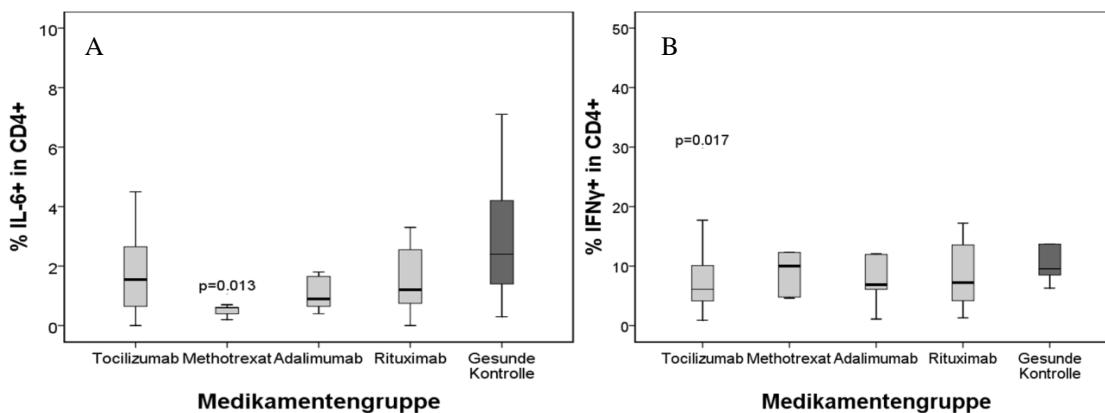 A
% IL-6+ in CD4+
10
8
6
4
2
0
p=0.013
Tocilizumab Methotrexat Adalimumab Rituximab Gesunde Kontrolle
Medikamentengruppe
B
% IFNγ+ in CD4+
50
40
30
20
10
0
p=0.017
Tocilizumab Methotrexat Adalimumab Rituximab Gesunde Kontrolle
Medikamentengruppe